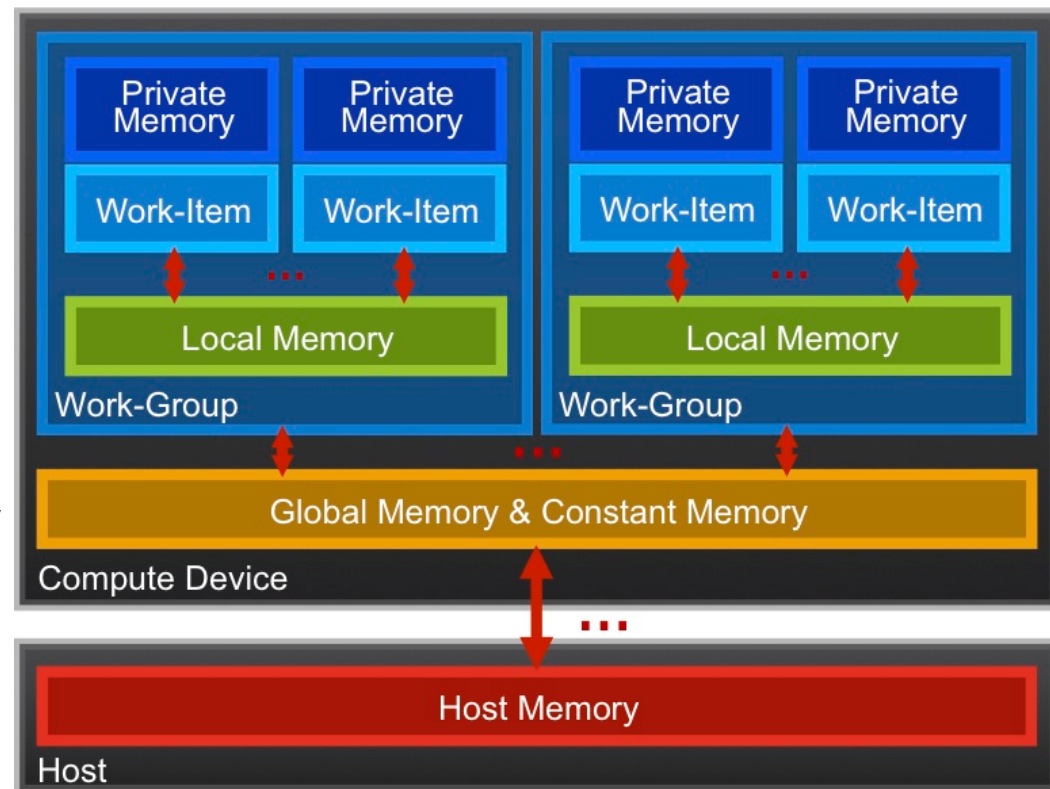 Private Memory
Private Memory
Private Memory
Private Memory
Work-Item
Work-Item
Work-Item
Work-Item
...
...
Local Memory
Local Memory
Work-Group
Work-Group
...
Global Memory & Constant Memory
Compute Device
...
Host Memory
Host